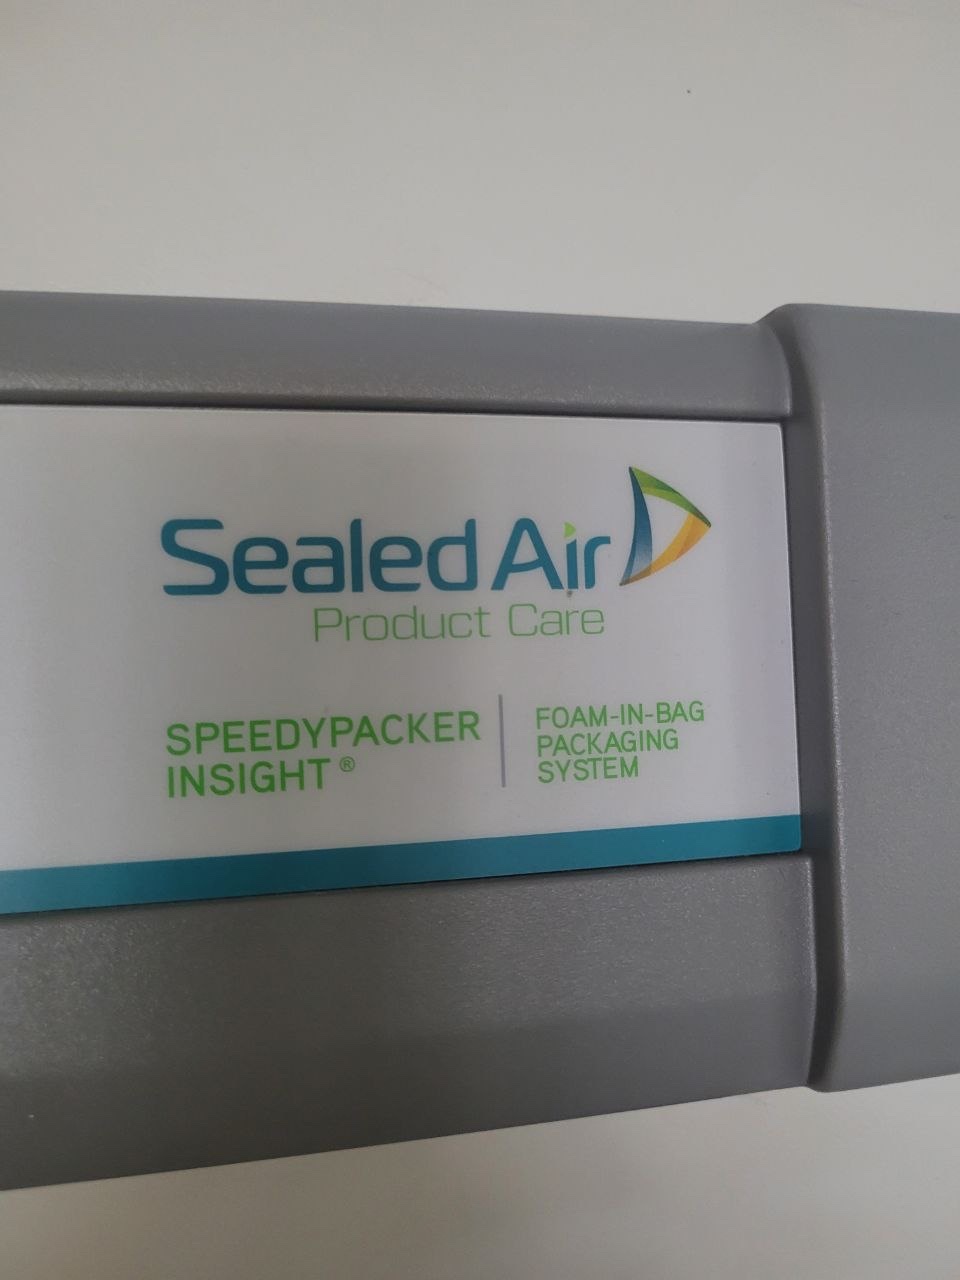 Sealed Air
Product Care
SPEEDYPACKER
INSIGHT ®
FOAM-IN-BAG
PACKAGING
SYSTEM